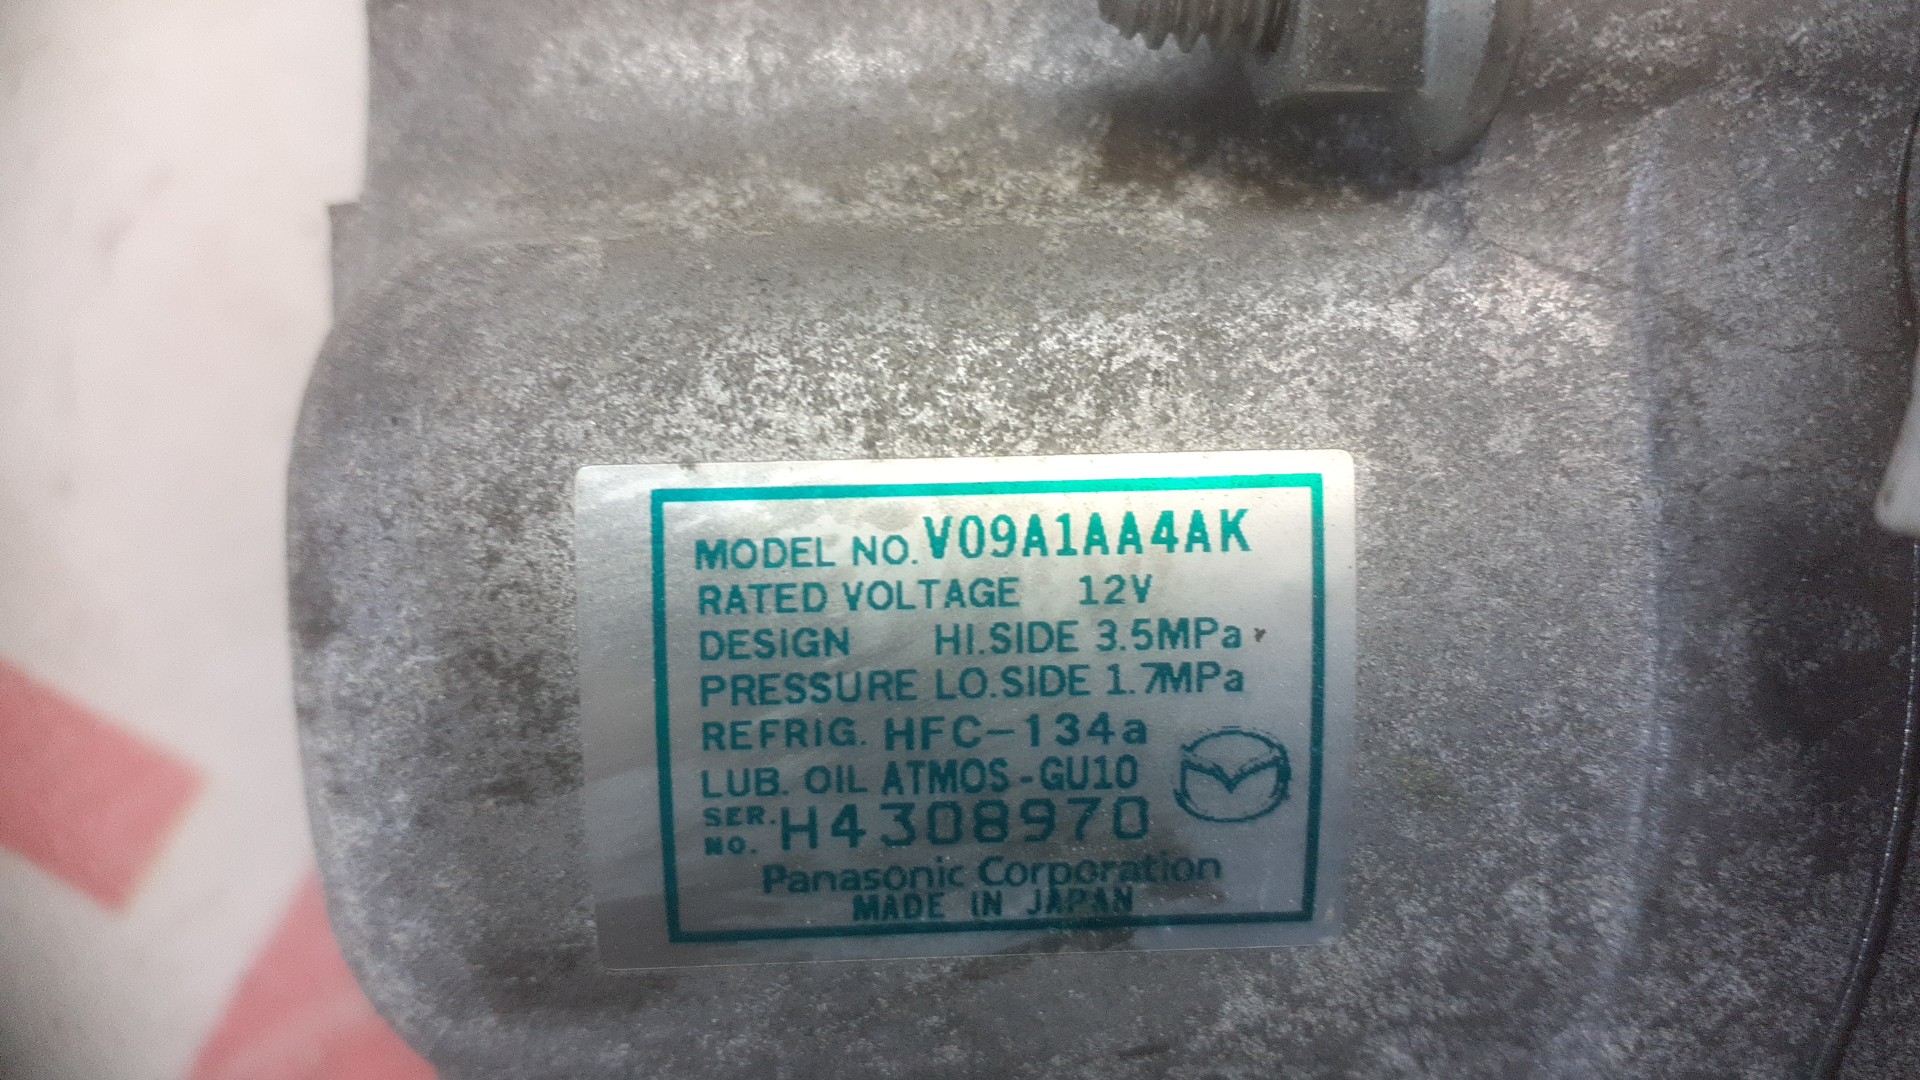 MODEL NO. V09A1AA4AK
RATED VOLTAGE 12V
DESIGN HI.SIDE 3.5MPa
PRESSURE LO.SIDE 1.7MPa
REFRIG. HFC-134a
LUB. OIL ATMOS-GU10
SER. NO. H4308970
Panasonic Corporation
MADE IN JAPAN